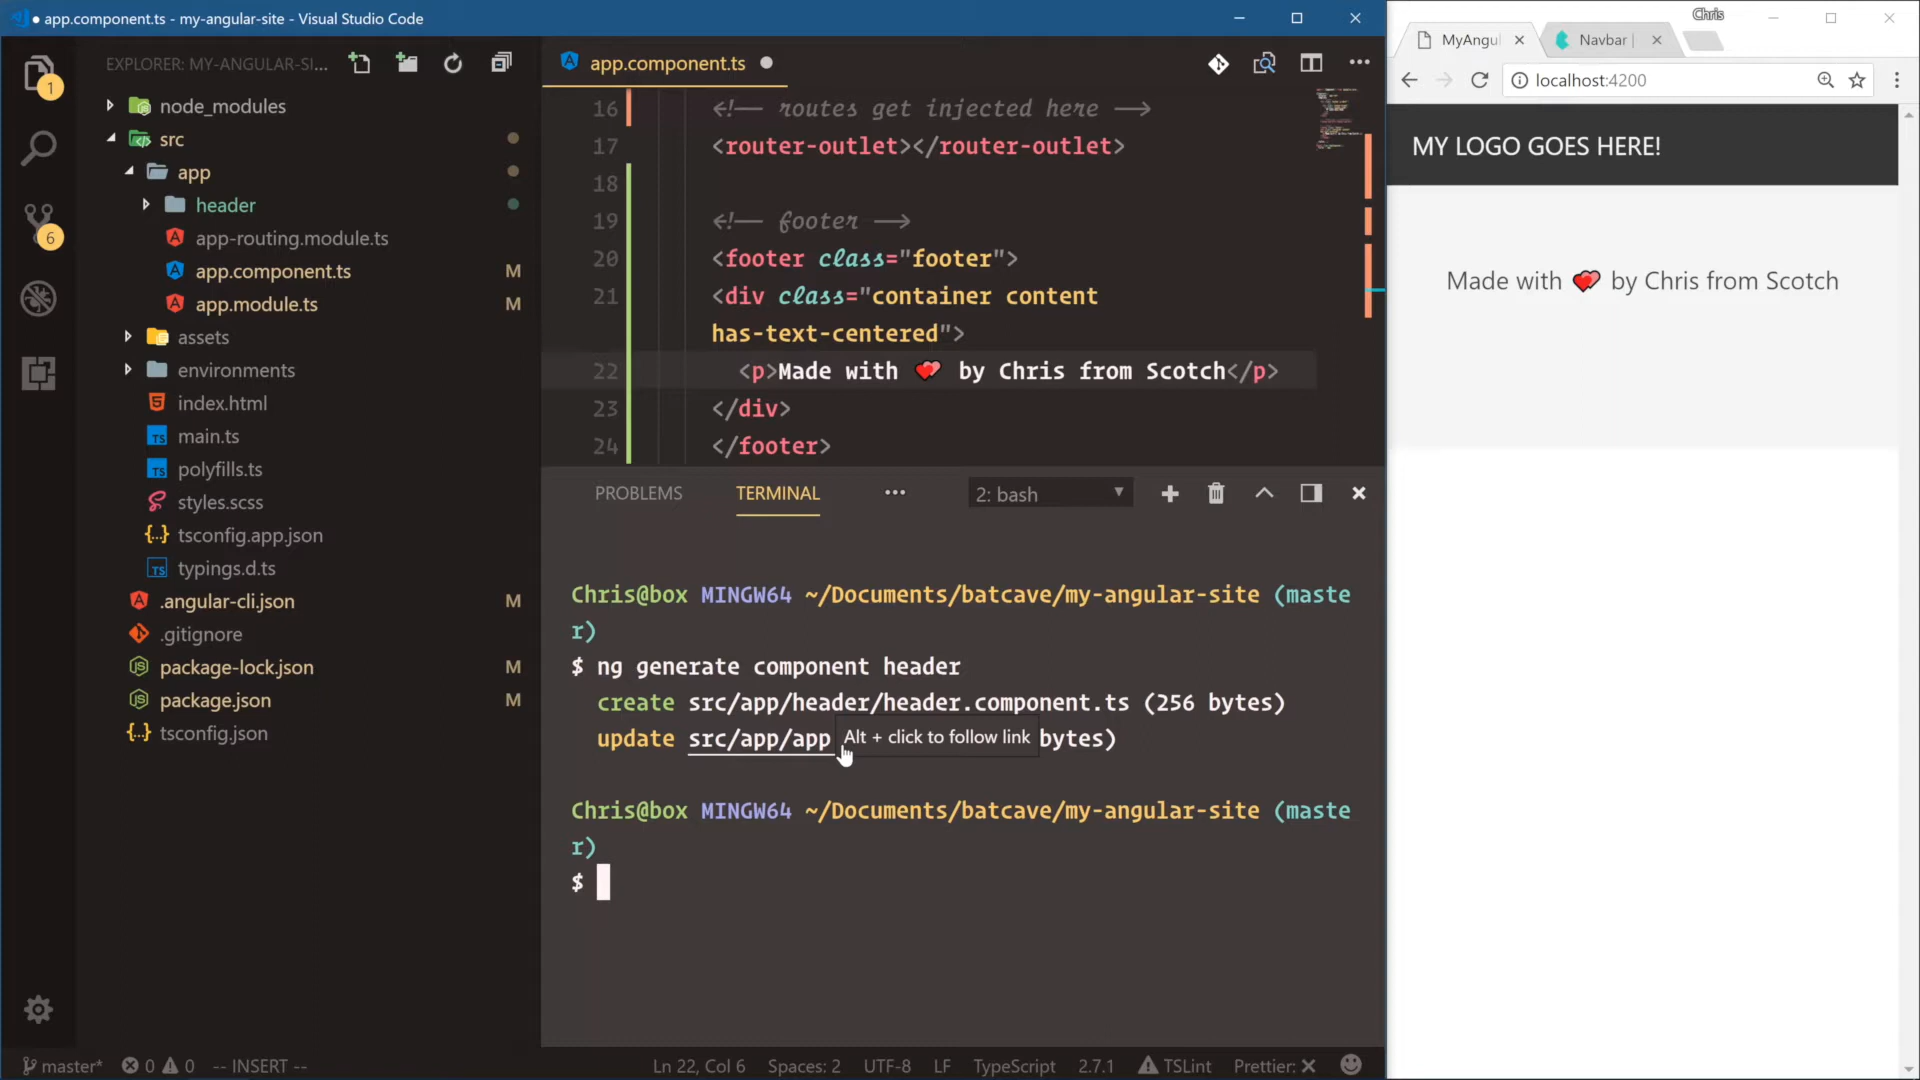 app.component.ts - my-angular-site - Visual Studio Code
EXPLORER: MY-ANGULAR-SI...
1
6
node_modules
src
app
header
app-routing.module.ts
app.component.ts M
app.module.ts M
assets
environments
index.html
main.ts
polyfills.ts
styles.scss
tsconfig.app.json
typings.d.ts
.angular-cli.json M
.gitignore
package-lock.json M
package.json M
tsconfig.json
app.component.ts
16 <!-- routes get injected here -->
17 <router-outlet></router-outlet>
18
19 <!-- footer -->
20 <footer class="footer">
21 <div class="container content
has-text-centered">
22 <p>Made with 💕 by Chris from Scotch</p>
23 </div>
24 </footer>
PROBLEMS TERMINAL ••• 2: bash
Chris@box MINGW64 ~/Documents/batcave/my-angular-site (maste
r)
$ ng generate component header
create src/app/header/header.component.ts (256 bytes)
update src/app/app bytes)
Alt + click to follow link
Chris@box MINGW64 ~/Documents/batcave/my-angular-site (maste
r)
$
master* 0 0 -- INSERT -- Ln 22, Col 6 Spaces: 2 UTF-8 LF TypeScript 2.7.1 TSLint Prettier: ✕
Chris
MyAngul
Navbar |
localhost:4200
MY LOGO GOES HERE!
Made with 💕 by Chris from Scotch